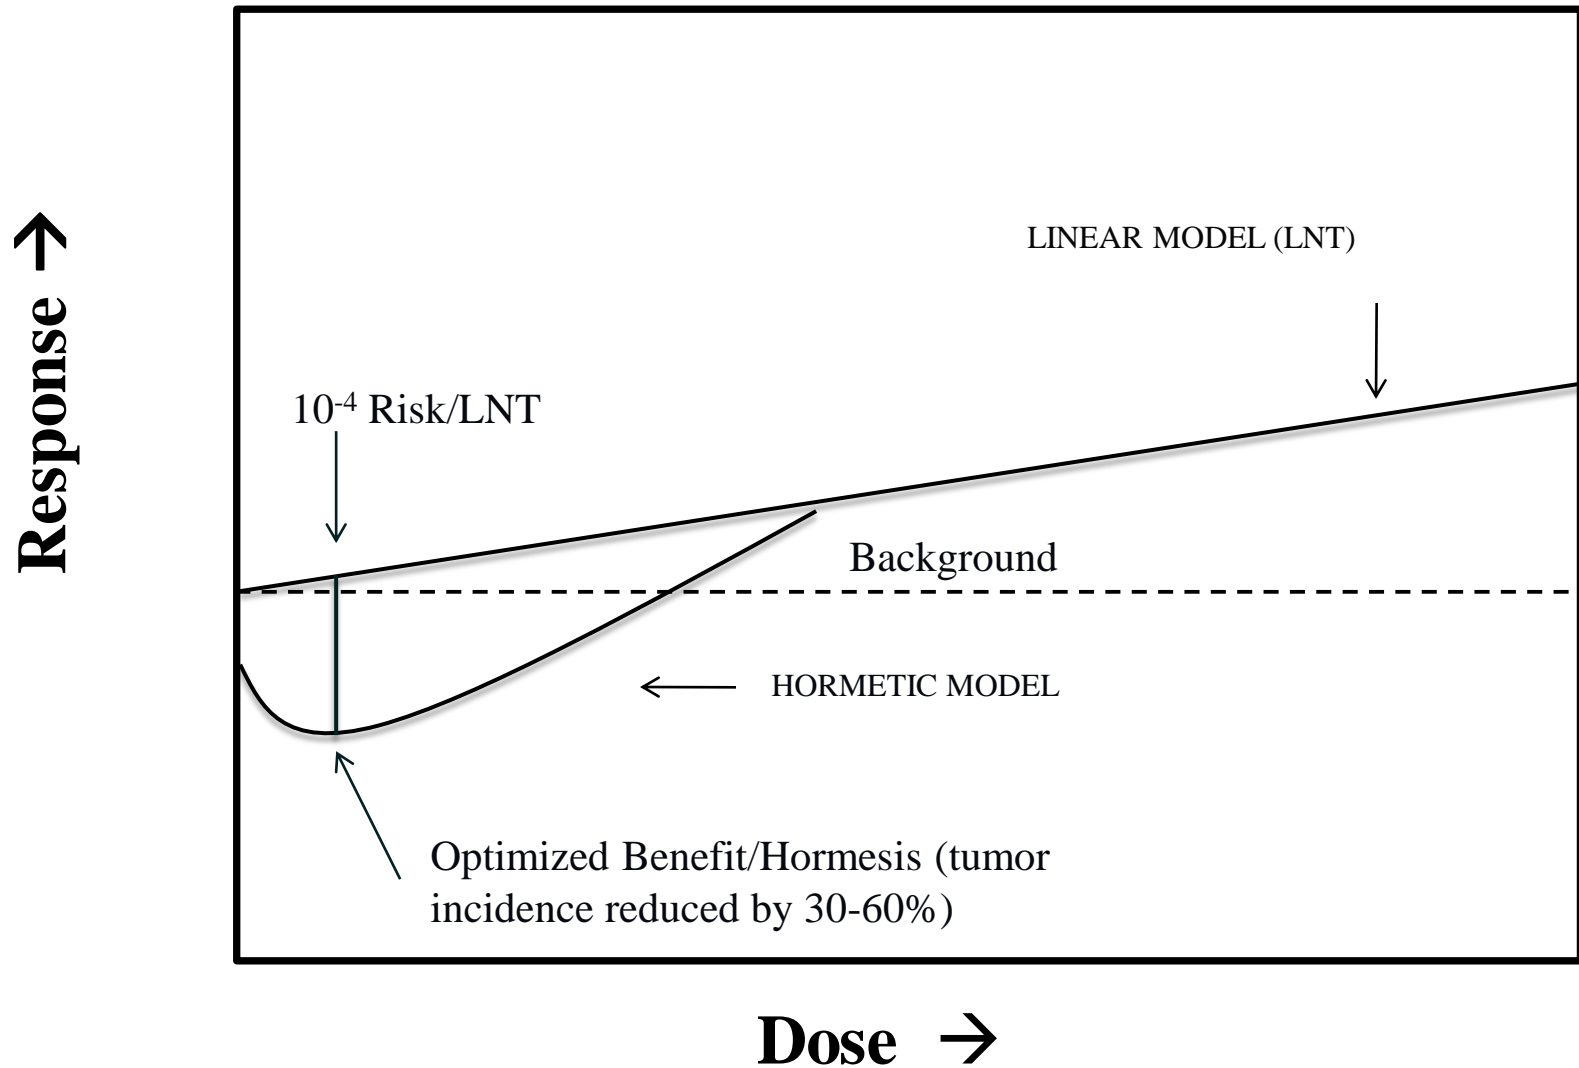 Response →
LINEAR MODEL (LNT)
10⁻⁴ Risk/LNT
Background
HORMETIC MODEL
Optimized Benefit/Hormesis (tumor
incidence reduced by 30-60%)
Dose →